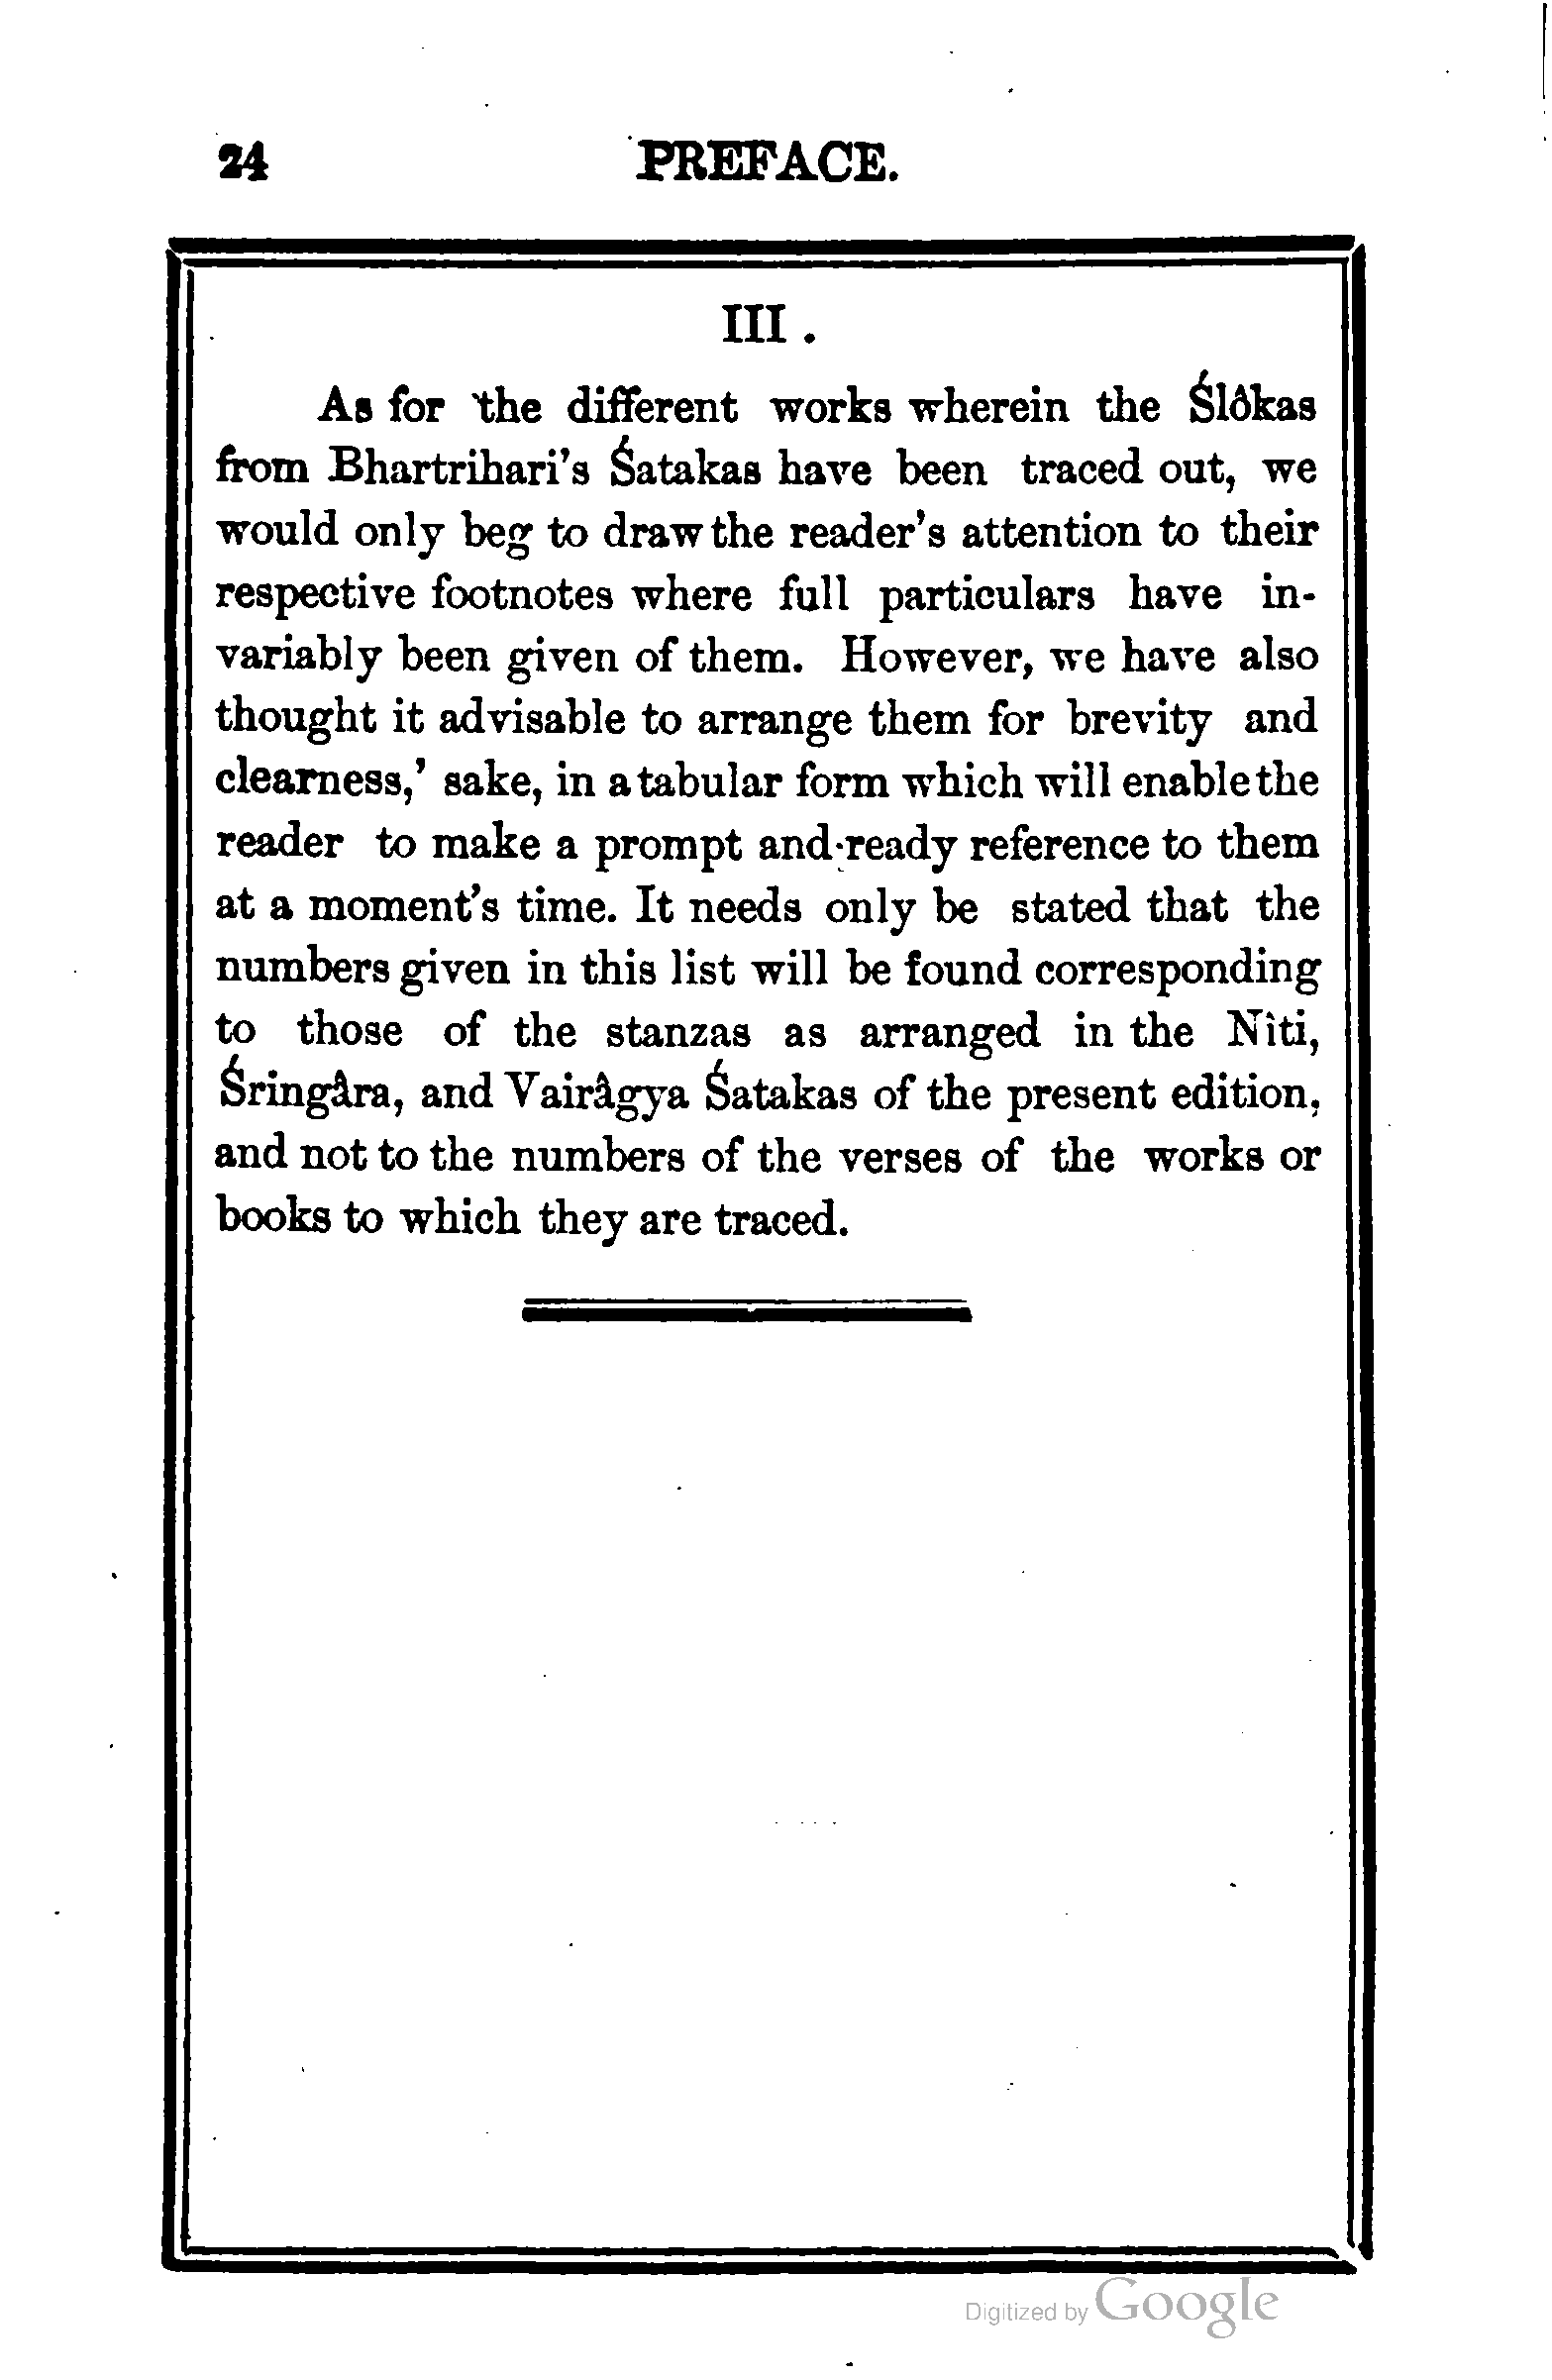 24 PREFACE.
III.
As for the different works wherein the Ślôkas
from Bhartrihari's Śatakas have been traced out, we
would only beg to draw the reader's attention to their
respective footnotes where full particulars have in-
variably been given of them. However, we have also
thought it advisable to arrange them for brevity and
clearness,' sake, in a tabular form which will enable the
reader to make a prompt and ready reference to them
at a moment's time. It needs only be stated that the
numbers given in this list will be found corresponding
to those of the stanzas as arranged in the Nîti,
Śringâra, and Vairâgya Śatakas of the present edition,
and not to the numbers of the verses of the works or
books to which they are traced.
Digitized by Google